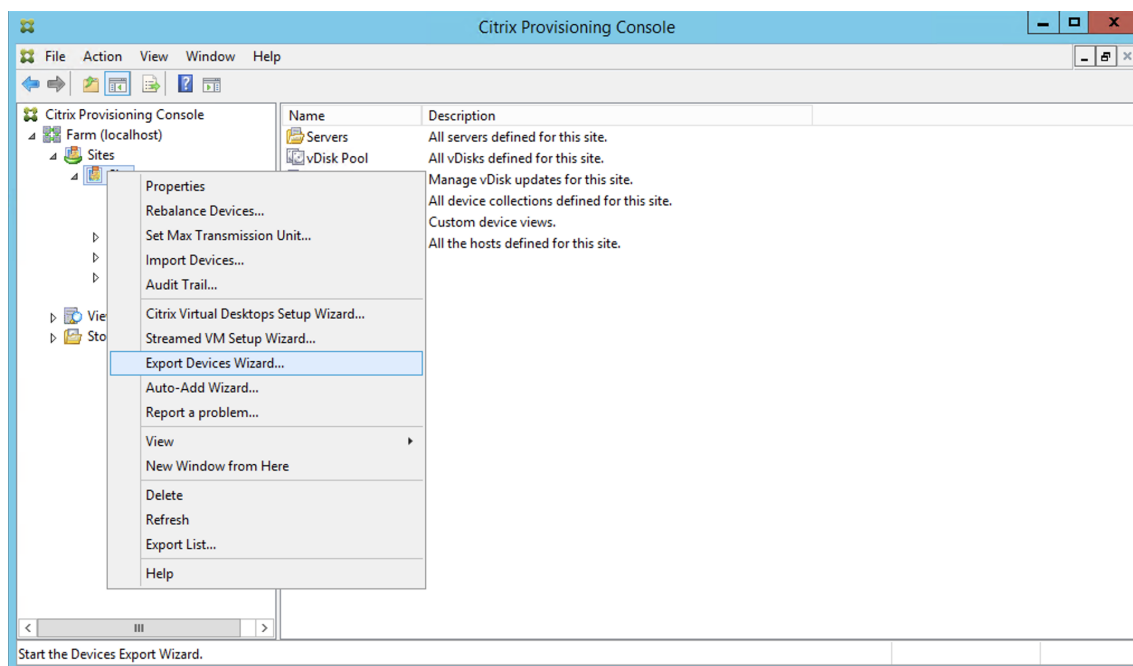 Citrix Provisioning Console
File Action View Window Help
Citrix Provisioning Console
Farm (localhost)
Sites
Vie
Sto
Name Description
Servers All servers defined for this site.
vDisk Pool All vDisks defined for this site.
Manage vDisk updates for this site.
All device collections defined for this site.
Custom device views.
All the hosts defined for this site.
Properties
Rebalance Devices...
Set Max Transmission Unit...
Import Devices...
Audit Trail...
Citrix Virtual Desktops Setup Wizard...
Streamed VM Setup Wizard...
Export Devices Wizard...
Auto-Add Wizard...
Report a problem...
View
New Window from Here
Delete
Refresh
Export List...
Help
Start the Devices Export Wizard.